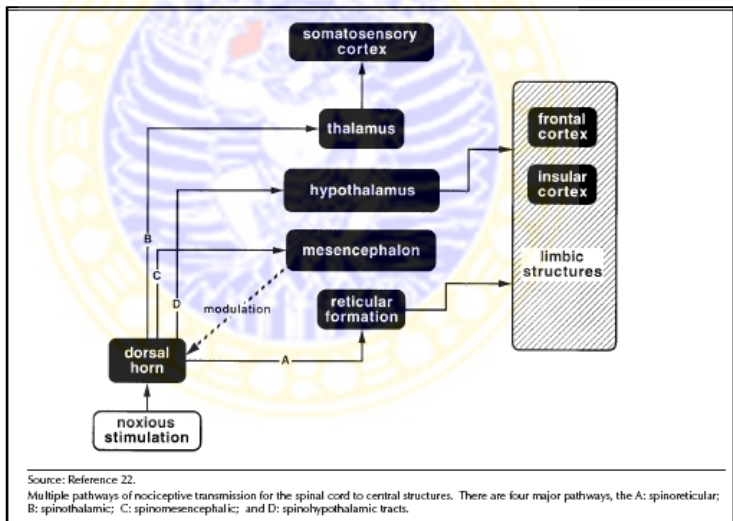 somatosensory
cortex
thalamus
frontal
cortex
hypothalamus
insular
cortex
B
mesencephalon
C
limbic
structures
D
modulation
reticular
formation
dorsal
horn
A
noxious
stimulation
Source: Reference 22.
Multiple pathways of nociceptive transmission for the spinal cord to central structures. There are four major pathways, the A: spinoreticular;
B: spinothalamic; C: spinomesencephalic; and D: spinohypothalamic tracts.